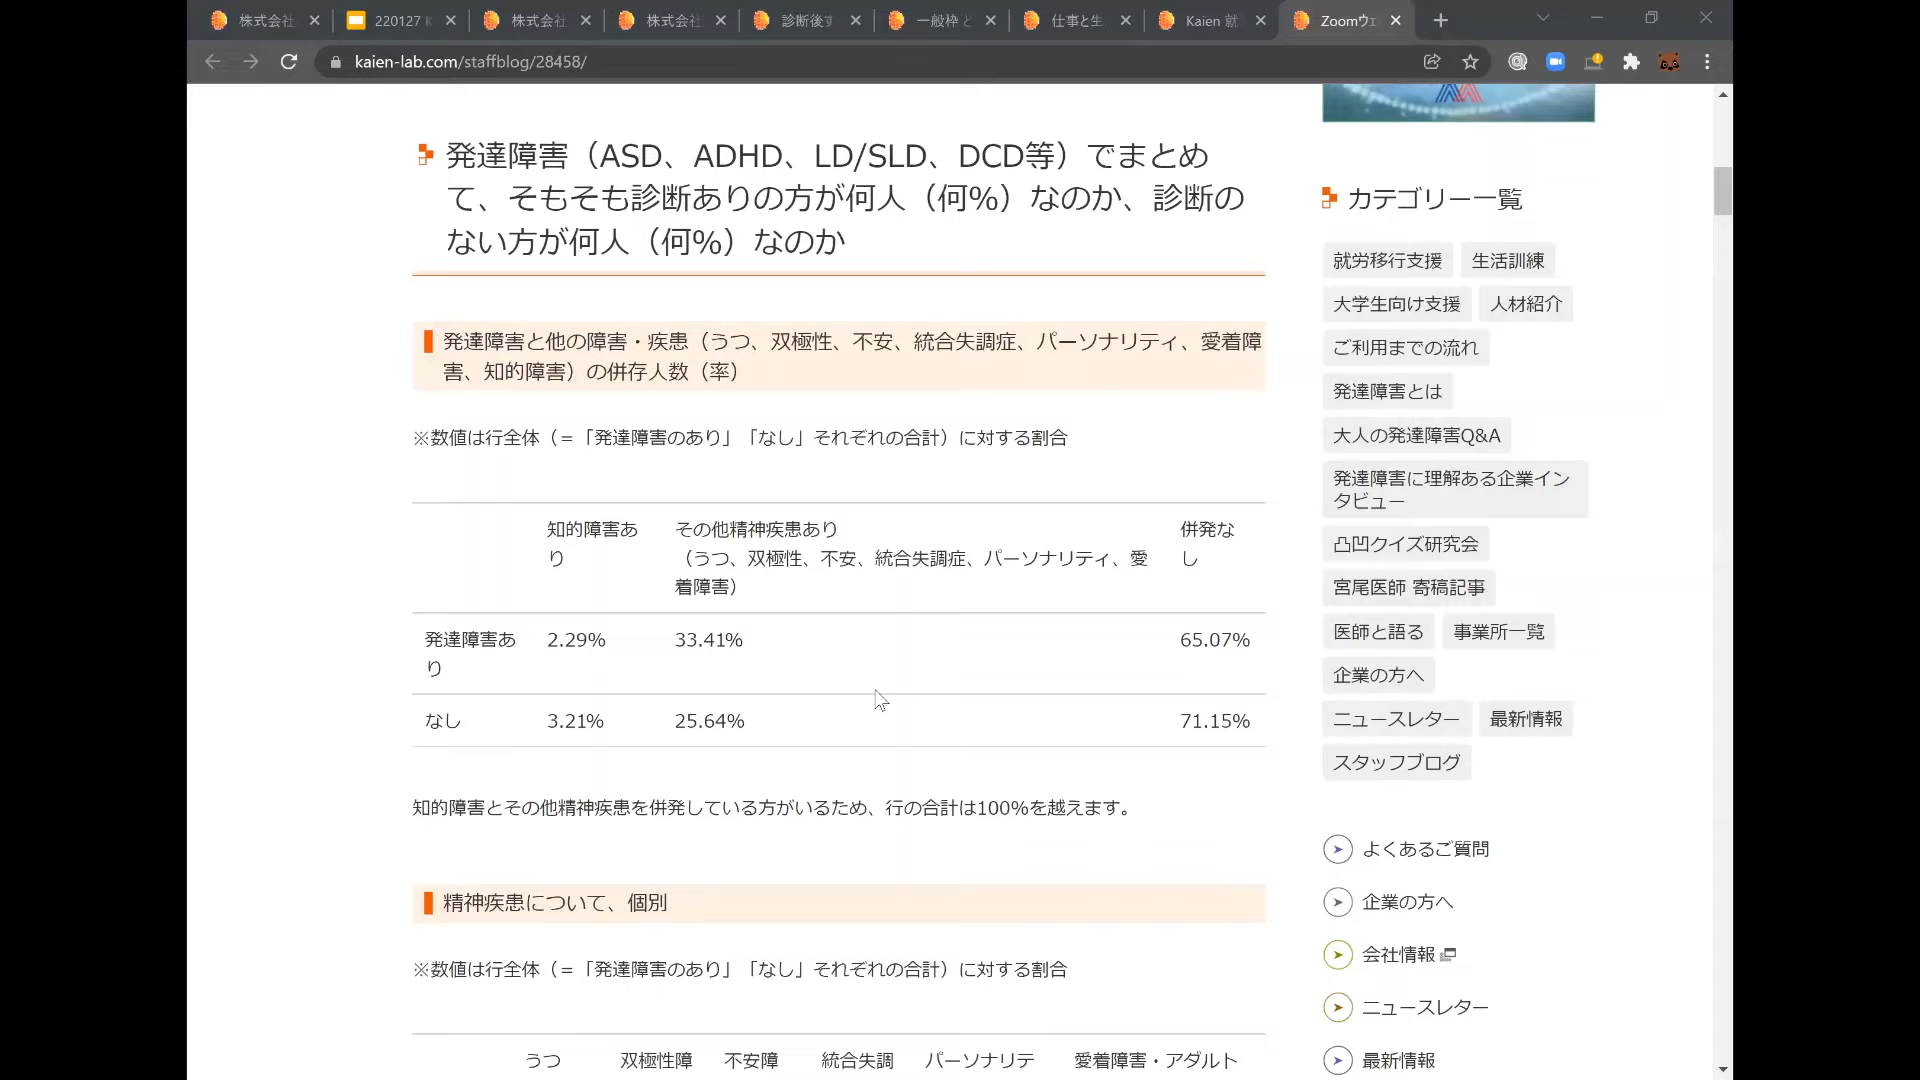 株式会社
220127
株式会社
株式会社
診断後す
一般枠 と
仕事と生
Kaien 就
Zoomウェ
kaien-lab.com/staffblog/28458/
発達障害（ASD、ADHD、LD/SLD、DCD等）でまとめ
て、そもそも診断ありの方が何人（何%）なのか、診断の
ない方が何人（何%）なのか
発達障害と他の障害・疾患（うつ、双極性、不安、統合失調症、パーソナリティ、愛着障
害、知的障害）の併存人数（率）
※数値は行全体（＝「発達障害のあり」「なし」それぞれの合計）に対する割合
知的障害あ
り
その他精神疾患あり
（うつ、双極性、不安、統合失調症、パーソナリティ、愛
着障害）
併発な
し
発達障害あ
り
2.29%
33.41%
65.07%
なし
3.21%
25.64%
71.15%
知的障害とその他精神疾患を併発している方がいるため、行の合計は100%を越えます。
精神疾患について、個別
※数値は行全体（＝「発達障害のあり」「なし」それぞれの合計）に対する割合
うつ
双極性障
不安障
統合失調
パーソナリテ
愛着障害・アダルト
カテゴリー一覧
就労移行支援
生活訓練
大学生向け支援
人材紹介
ご利用までの流れ
発達障害とは
大人の発達障害Q&A
発達障害に理解ある企業イン
タビュー
凸凹クイズ研究会
宮尾医師 寄稿記事
医師と語る
事業所一覧
企業の方へ
ニュースレター
最新情報
スタッフブログ
よくあるご質問
企業の方へ
会社情報
ニュースレター
最新情報